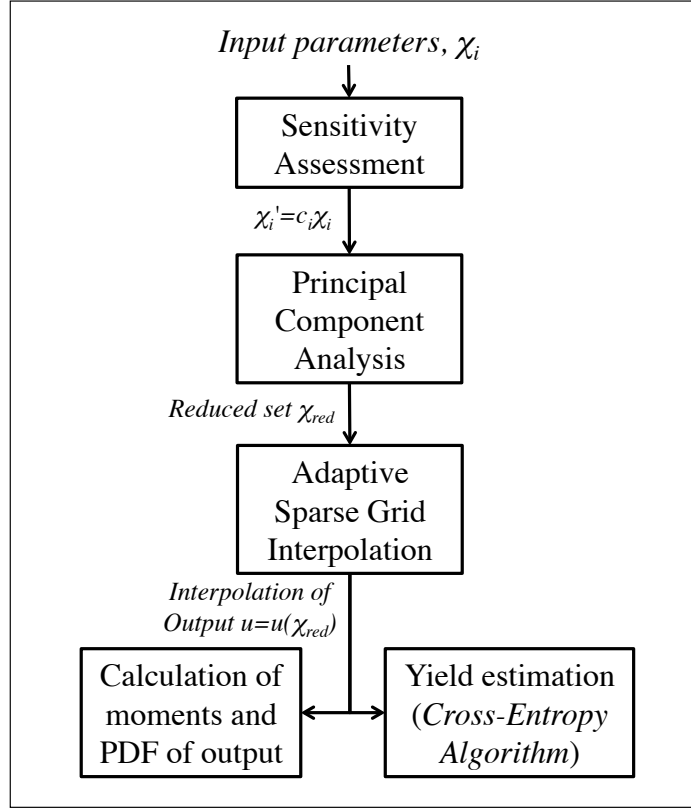 Input parameters, χi
Sensitivity
Assessment
χi'=ciχi
Principal
Component
Analysis
Reduced set χred
Adaptive
Sparse Grid
Interpolation
Interpolation of
Output u=u(χred)
Calculation of
moments and
PDF of output
Yield estimation
(Cross-Entropy
Algorithm)